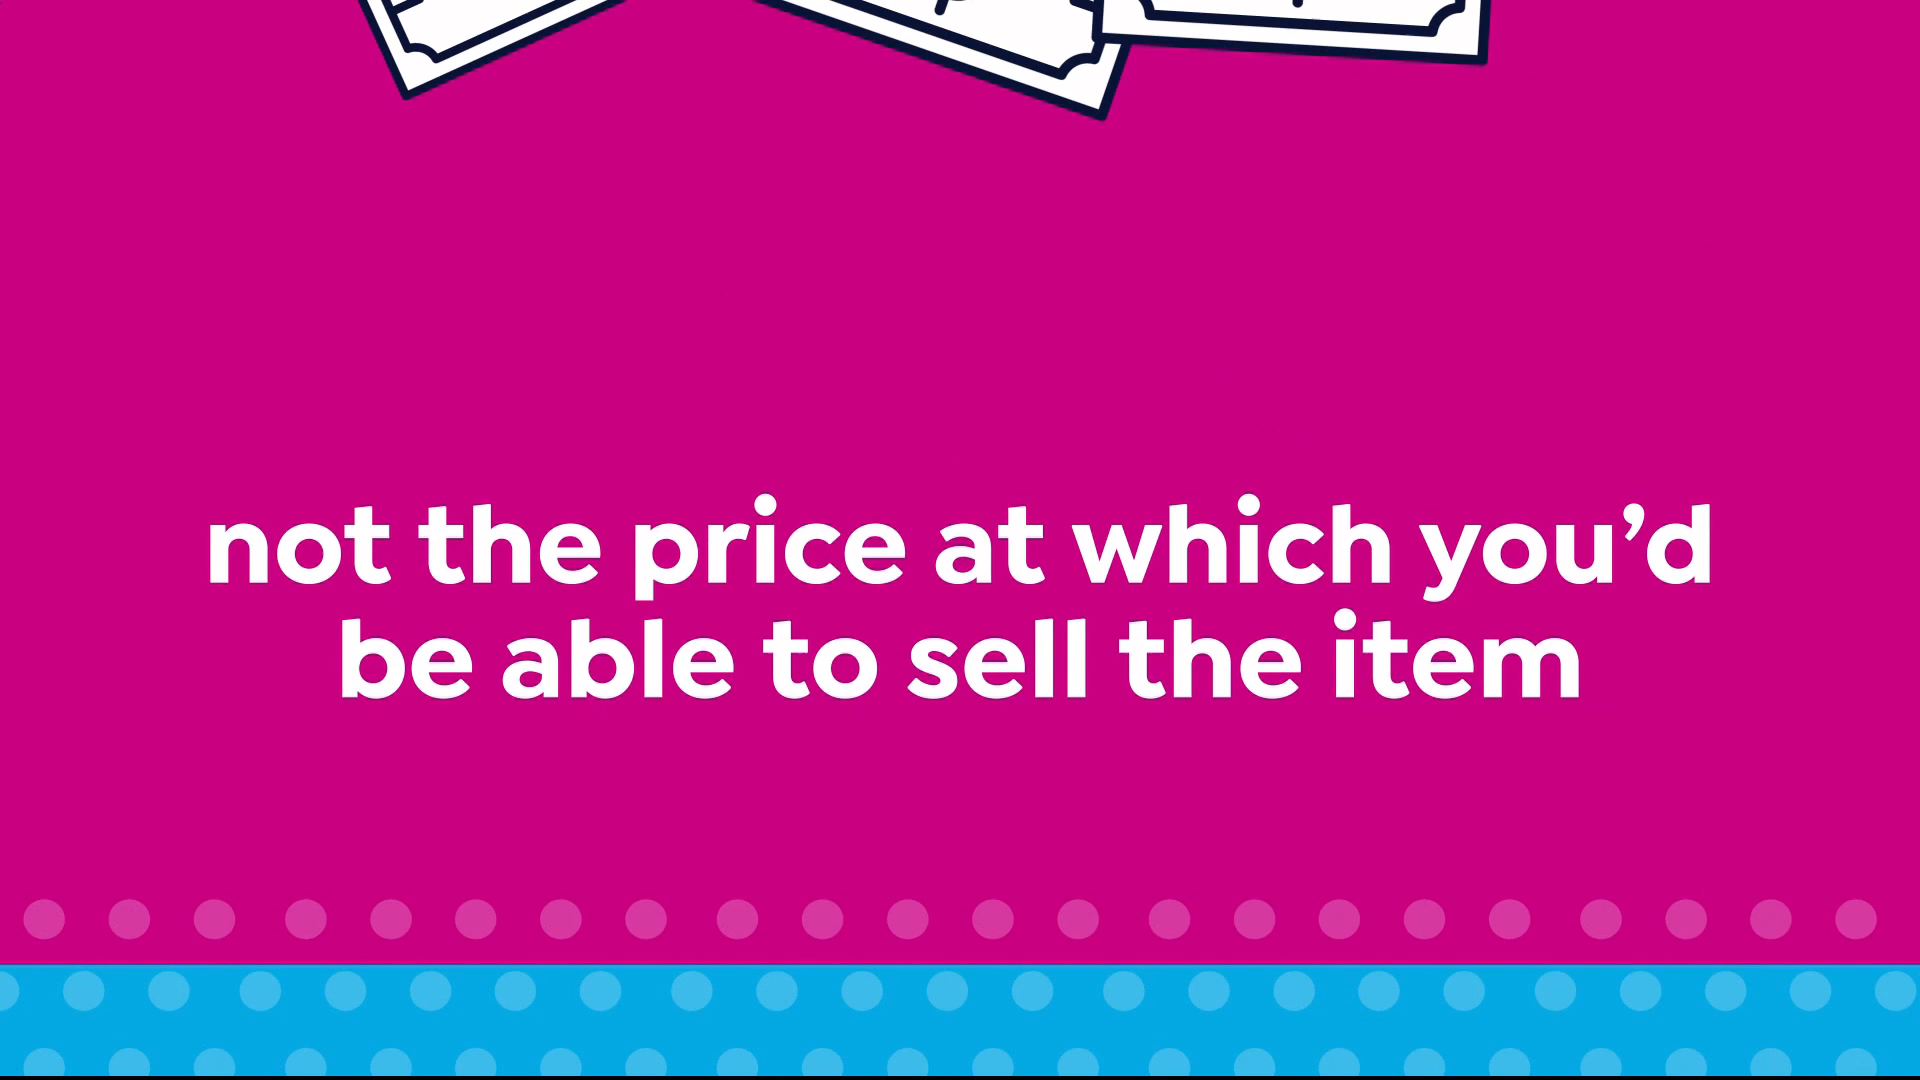 not the price at which you’d
be able to sell the item